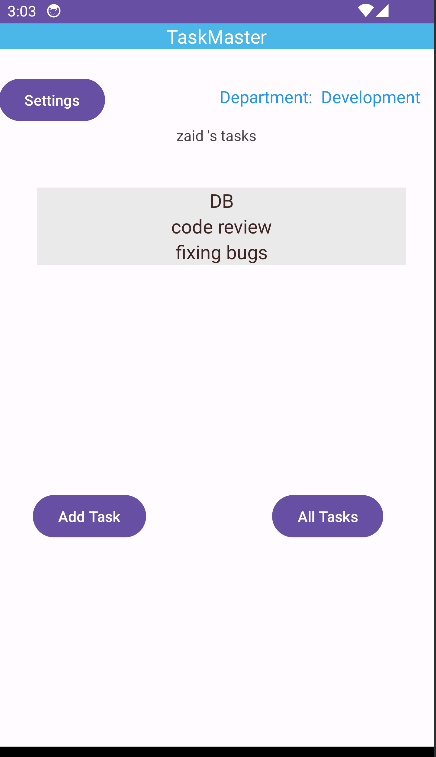 3:03
TaskMaster
Settings
Department: Development
zaid 's tasks
DB
code review
fixing bugs
Add Task
All Tasks